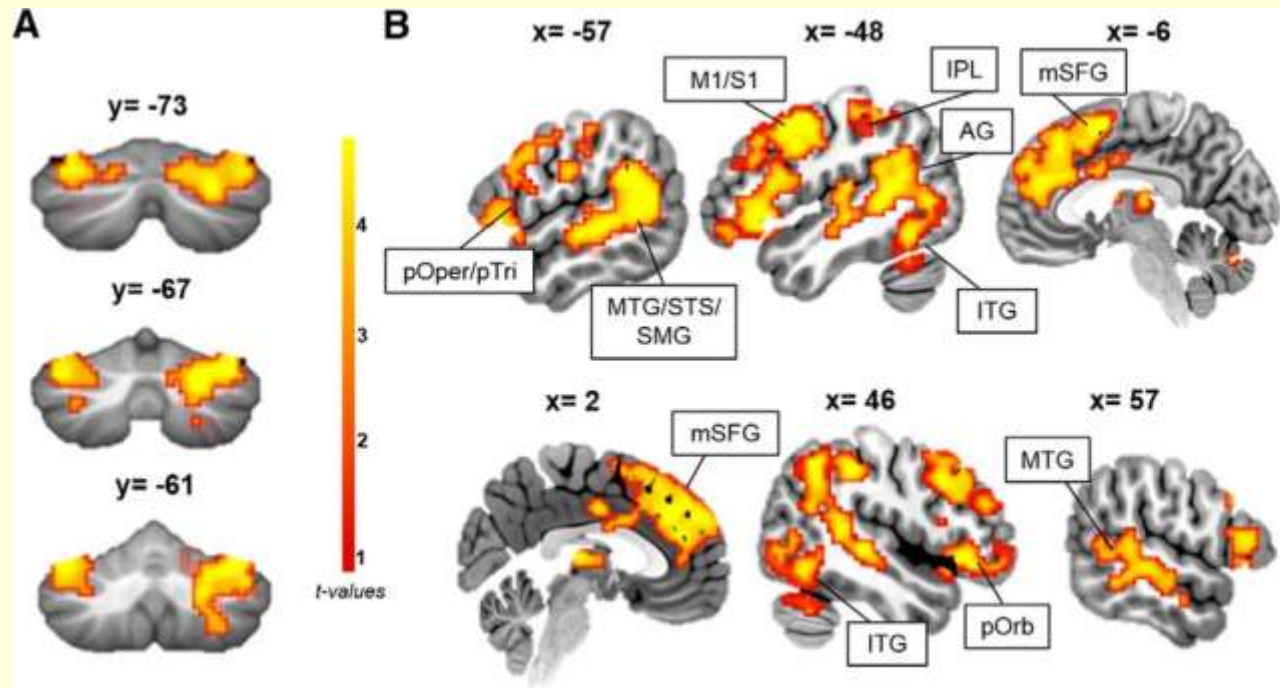 A
y= -73
y= -67
y= -61
4
3
2
1
t-values
B
x= -57
x= -48
x= -6
M1/S1
IPL
mSFG
AG
pOper/pTri
MTG/STS/
SMG
ITG
x= 2
x= 46
x= 57
mSFG
MTG
ITG
pOrb